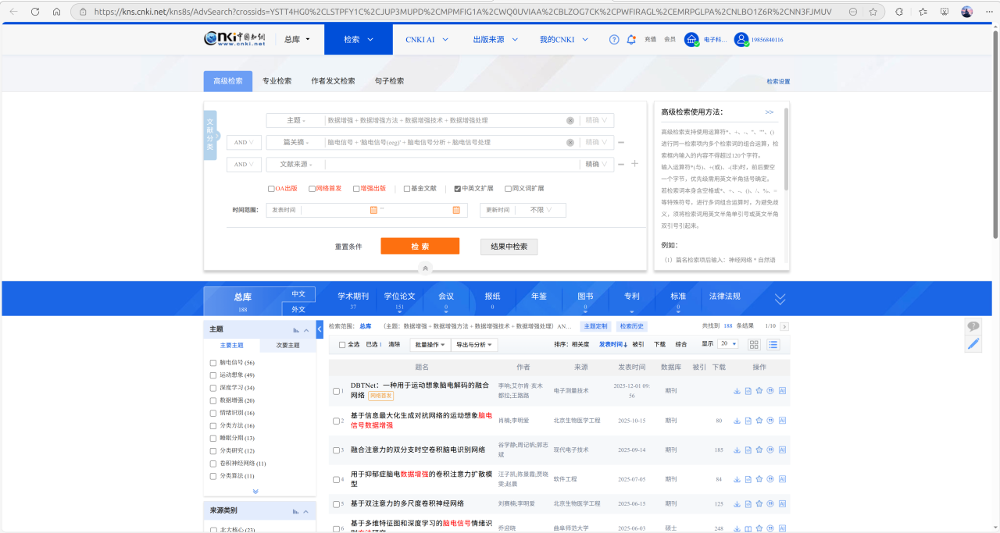 https://kns.cnki.net/kns8s/AdvSearch?crossids=YSTT4HG0%2CLSTPFY1C%2CJUP3MUPD%2CMPMFIG1A%2CWQ0UVIAA%2CBLZOG7CK%2CPWFIRAGL%2CEMRPGLPA%2CNLBO1Z6R%2CNN3FJMUV
cnki 中国知网 www.cnki.net 总库 检索 CNKI AI 出版来源 我的CNKI 充值 会员 电子科... 19856840116
高级检索 专业检索 作者发文检索 句子检索 检索设置
文献分类
主题 数据增强 + 数据增强方法 + 数据增强技术 + 数据增强处理 精确
AND 篇关摘 脑电信号 + '脑电信号(eeg)' + 脑电信号分析 + 脑电信号处理 精确
AND 文献来源 精确
OA出版 网络首发 增强出版 基金文献 中英文扩展 同义词扩展
时间范围: 发表时间 -- 更新时间 不限
重置条件 检索 结果中检索
高级检索使用方法: >>
高级检索支持使用运算符*、+、-、''、""、()
进行同一检索项内多个检索词的组合运算,检
索框内输入的内容不得超过120个字符。
输入运算符*(与)、+(或)、-(非)时,前后要空
一个字节,优先级需用英文半角括号确定。
若检索词本身含空格或*、+、-、()、/、%、=
等特殊符号,进行多词组合运算时,为避免歧
义,须将检索词用英文半角单引号或英文半角
双引号引起来。
例如:
(1)篇名检索项后输入:神经网络 * 自然语
总库 188 中文 外文 学术期刊 37 学位论文 151 会议 0 报纸 0 年鉴 图书 0 专利 标准 0 法律法规
主题
主要主题 次要主题
脑电信号 (56)
运动想象 (49)
深度学习 (34)
数据增强 (20)
情绪识别 (16)
分类方法 (16)
睡眠分期 (13)
分类研究 (12)
卷积神经网络 (11)
分类算法 (11)
来源类别
北大核心 (23)
检索范围: 总库 (主题:数据增强 + 数据增强方法 + 数据增强技术 + 数据增强处理)AN... 主题定制 检索历史 共找到 188 条结果 1/10
全选 已选: 清除 批量操作 导出与分析 排序: 相关度 发表时间↓ 被引 下载 综合 显示 20
题名 作者 来源 发表时间 数据库 被引 下载 操作
1 DBTNet:一种用于运动想象脑电解码的融合网络 网络首发 李响;艾尔肯·亥木都拉;王路路 电子测量技术 2025-12-01 09:56 期刊 AI
2 基于信息最大化生成对抗网络的运动想象脑电信号数据增强 肖楠;李明爱 北京生物医学工程 2025-10-15 期刊 80 AI
3 融合注意力的双分支时空卷积脑电识别网络 谷学静;周记帆;郭志斌 现代电子技术 2025-09-14 期刊 185 AI
4 用于抑郁症脑电数据增强的卷积注意力扩散模型 汪子凯;陈景霞;贾晓雯;赵晨 软件工程 2025-07-05 期刊 84 AI
5 基于双注意力的多尺度卷积神经网络 刘赛楠;李明爱 北京生物医学工程 2025-06-15 期刊 125 AI
6 基于多维特征图和深度学习的脑电信号情绪识别方法研究 乔迎晓 曲阜师范大学 2025-06-03 硕士 248 AI